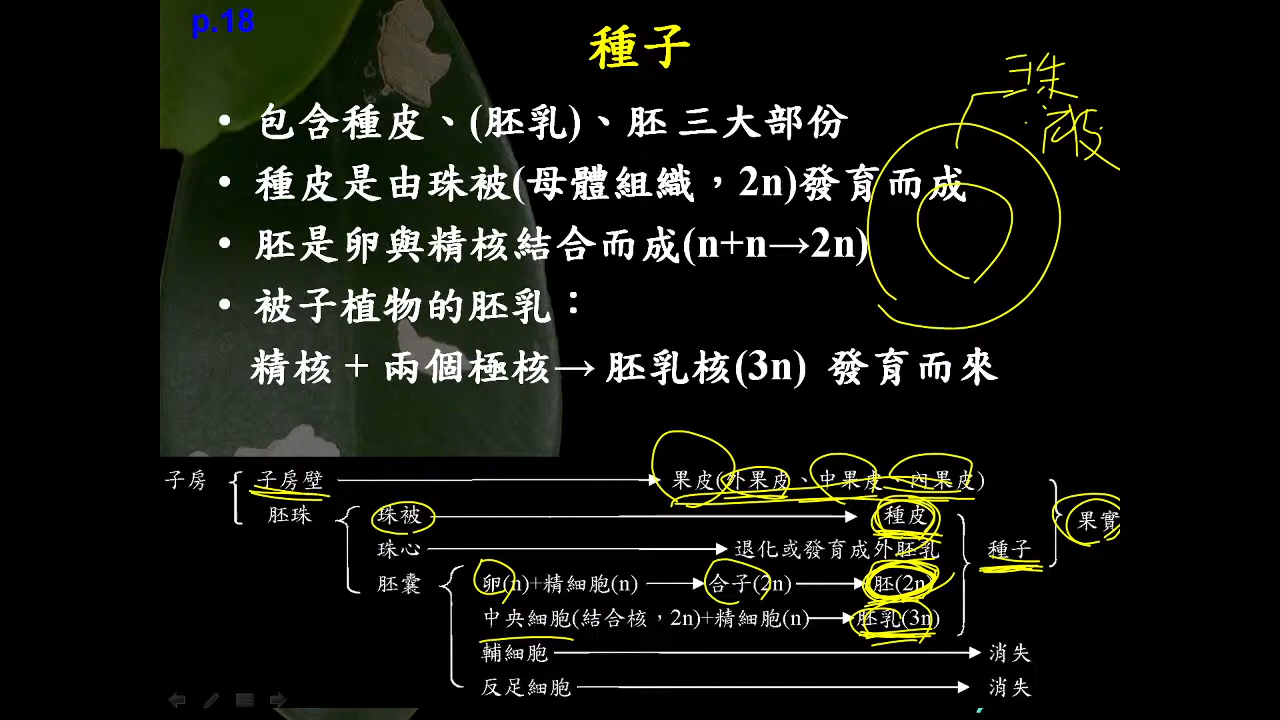 p.18
種子
珠
被
• 包含種皮、(胚乳)、胚 三大部份
• 種皮是由珠被(母體組織，2n)發育而成
• 胚是卵與精核結合而成(n+n→2n)
• 被子植物的胚乳：
精核 + 兩個極核→ 胚乳核(3n) 發育而來
子房 子房壁 果皮(外果皮、中果皮、內果皮)
胚珠 珠被 種皮 果實
珠心 退化或發育成外胚乳 種子
胚囊 卵(n)+精細胞(n) 合子(2n) 胚(2n)
中央細胞(結合核，2n)+精細胞(n) 胚乳(3n)
輔細胞 消失
反足細胞 消失